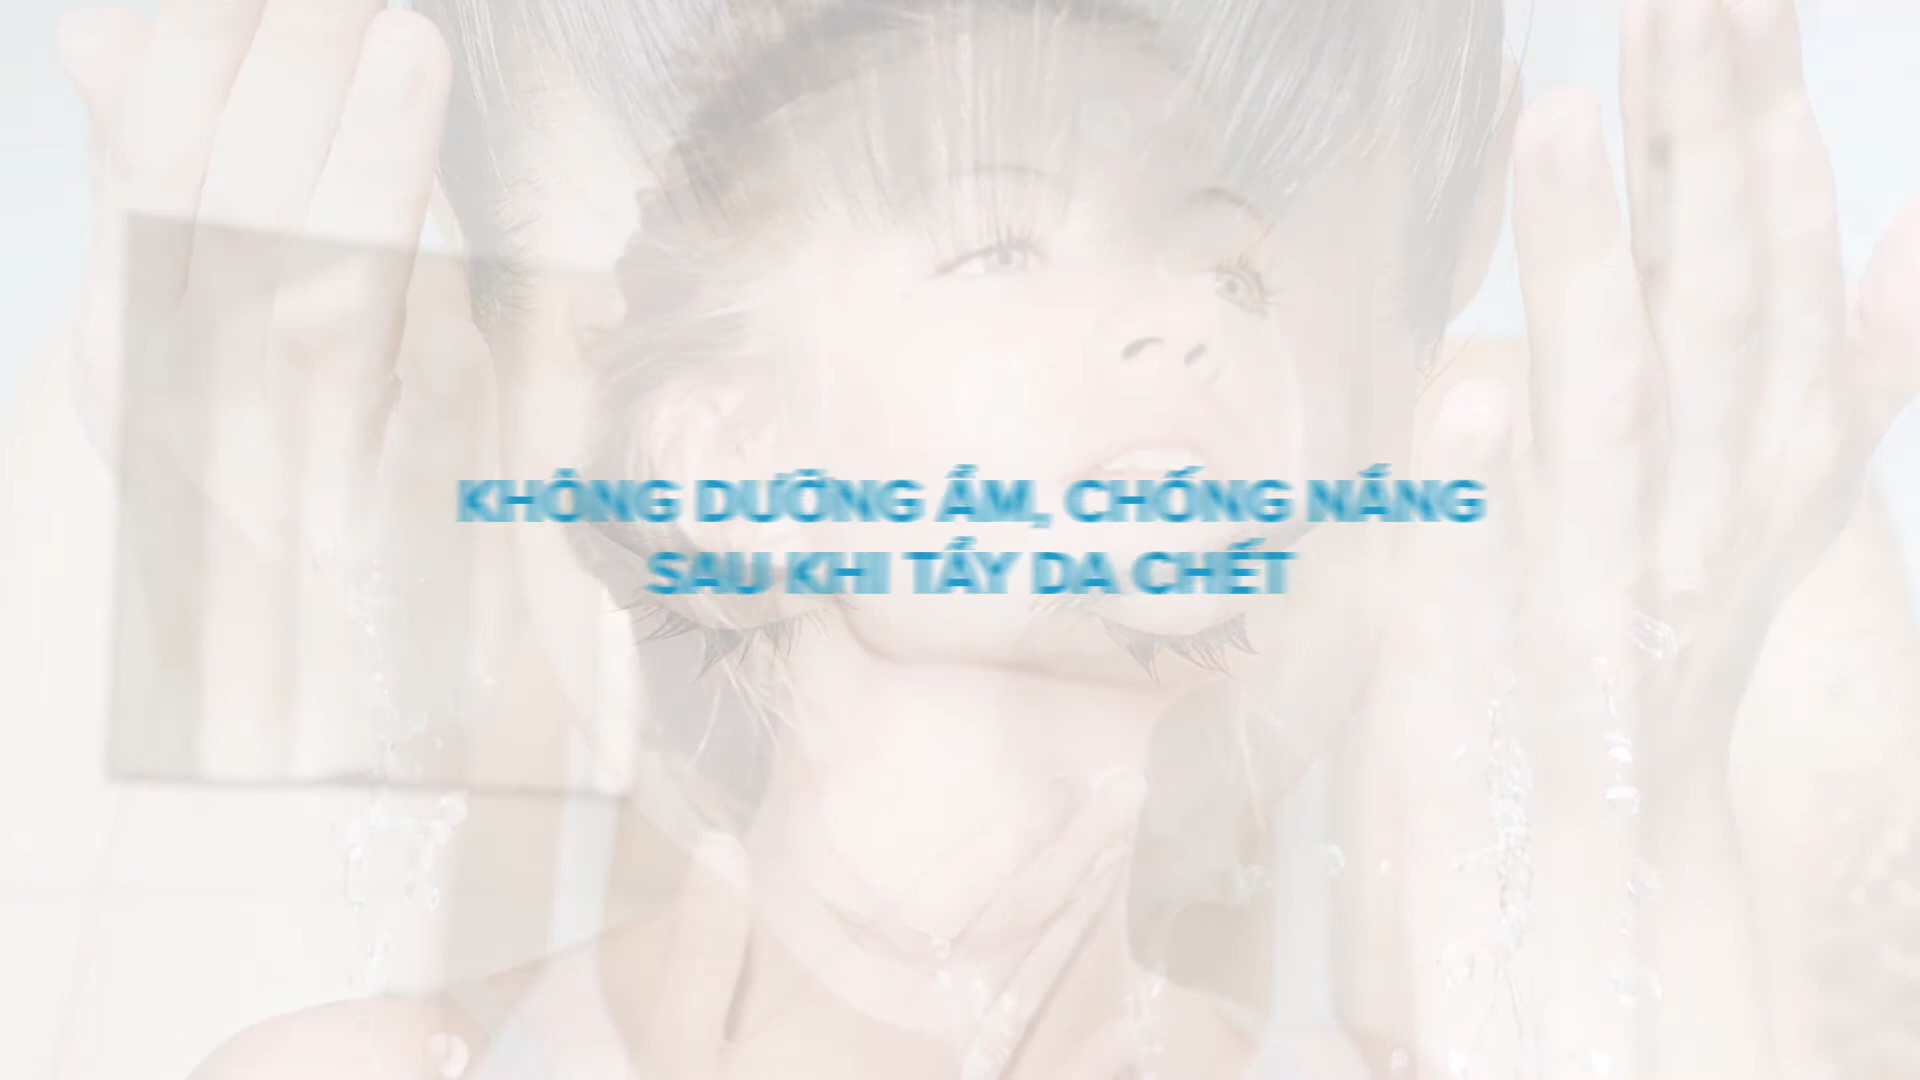 KHÔNG DƯỠNG ẨM, CHỐNG NẮNG
SAU KHI TẨY DA CHẾT